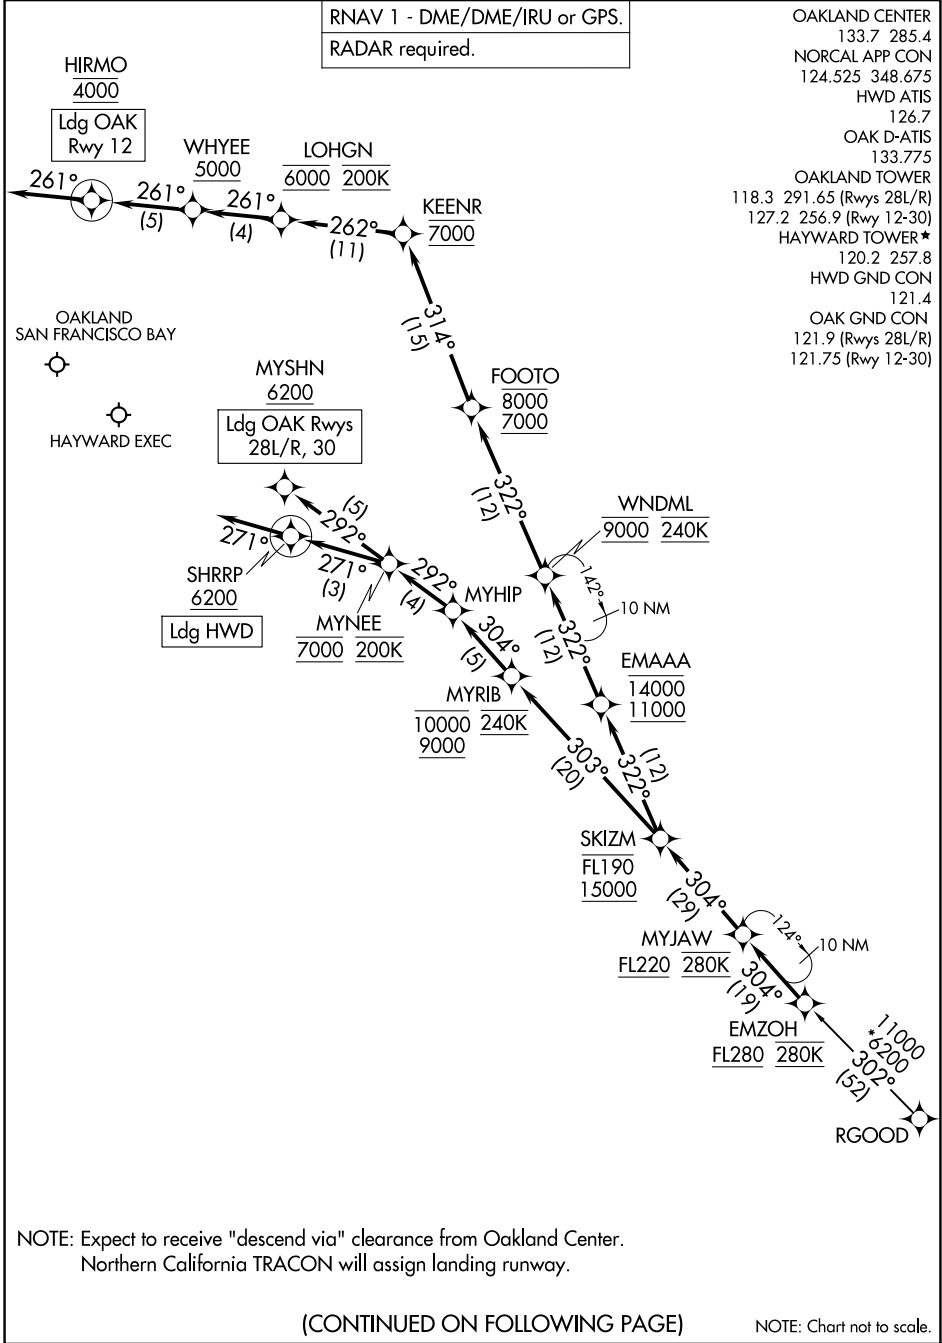 RNAV 1 - DME/DME/IRU or GPS.
RADAR required.
OAKLAND CENTER
133.7 285.4
NORCAL APP CON
124.525 348.675
HWD ATIS
126.7
OAK D-ATIS
133.775
OAKLAND TOWER
118.3 291.65 (Rwys 28L/R)
127.2 256.9 (Rwy 12-30)
HAYWARD TOWER★
120.2 257.8
HWD GND CON
121.4
OAK GND CON
121.9 (Rwys 28L/R)
121.75 (Rwy 12-30)
HIRMO
4000
Ldg OAK
Rwy 12
WHYEE
5000
LOHGN
6000 200K
KEENR
7000
261°
261°
(5)
261°
(4)
262°
(11)
314°
(15)
OAKLAND
SAN FRANCISCO BAY
HAYWARD EXEC
MYSHN
6200
Ldg OAK Rwys
28L/R, 30
FOOTO
8000
7000
322°
(12)
WNDML
9000 240K
142°
10 NM
(5)
292°
271°
271°
(3)
SHRRP
6200
Ldg HWD
292°
(4)
MYHIP
MYNEE
7000 200K
304°
(5)
322°
(12)
EMAAA
14000
11000
MYRIB
10000 240K
9000
303°
(20)
(12)
322°
SKIZM
FL190
15000
304°
(29)
MYJAW
FL220 280K
124°
10 NM
304°
(19)
EMZOH
FL280 280K
11000
*6200
302°
(52)
RGOOD
NOTE: Expect to receive "descend via" clearance from Oakland Center.
Northern California TRACON will assign landing runway.
(CONTINUED ON FOLLOWING PAGE)
NOTE: Chart not to scale.